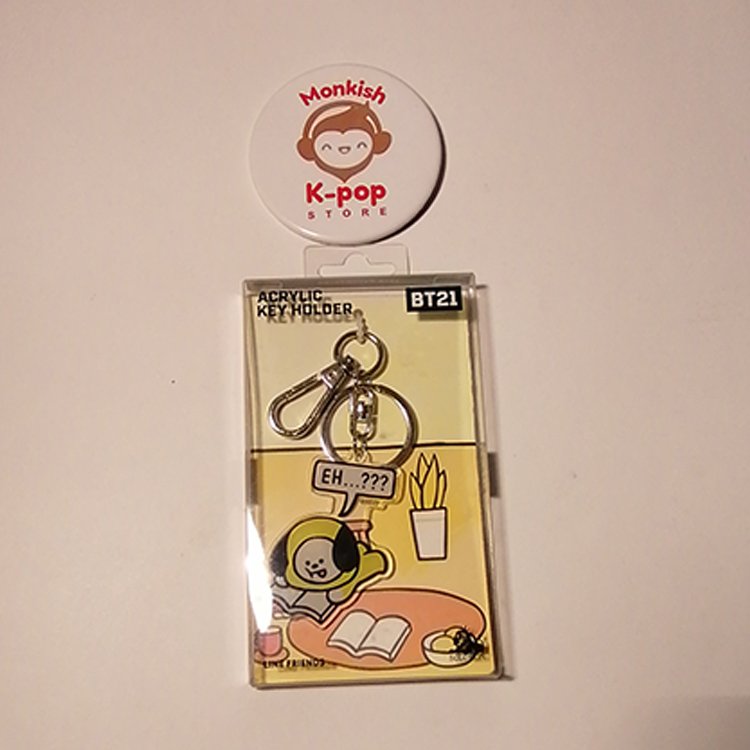 Monkish
K-pop
STORE
ACRYLIC
KEY HOLDER
BT21
EH...???
LINE FRIENDS